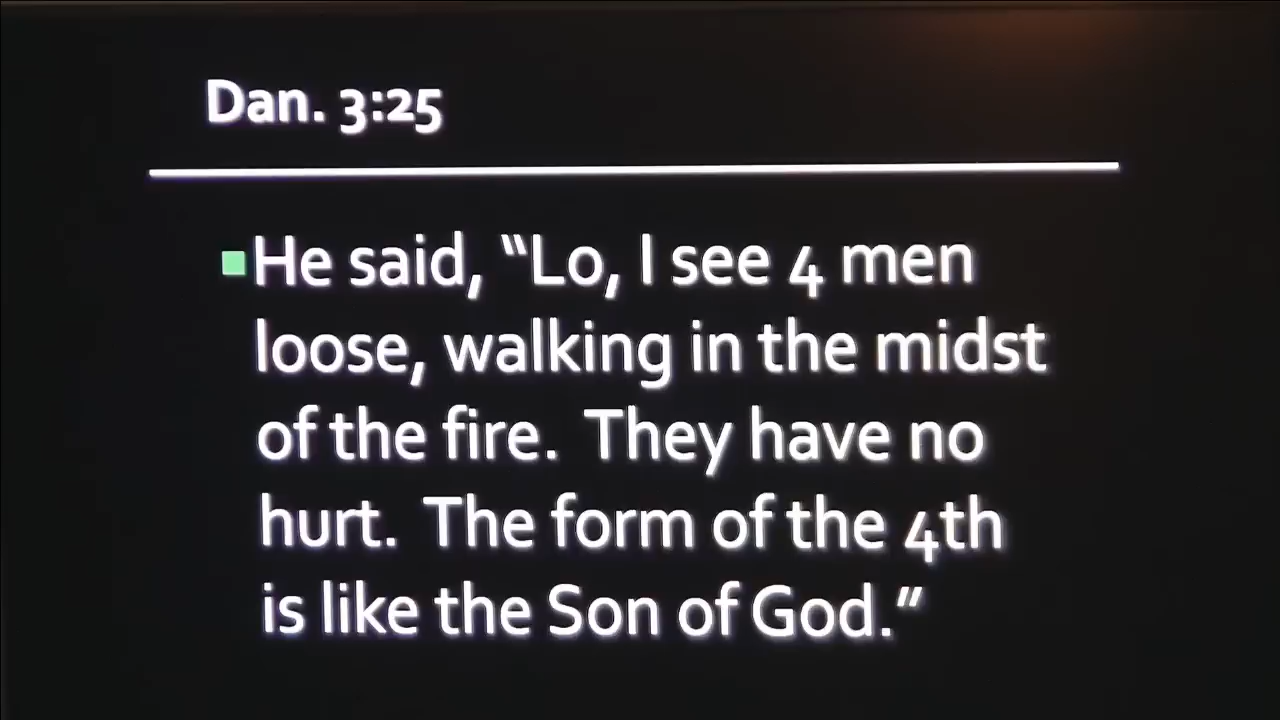 Dan. 3:25
He said, “Lo, I see 4 men
loose, walking in the midst
of the fire.  They have no
hurt.  The form of the 4th
is like the Son of God.”